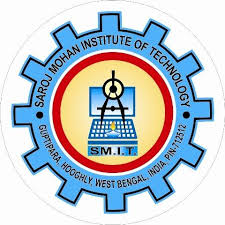 SAROJ MOHAN INSTITUTE OF TECHNOLOGY
GUPTIPARA, HOOGHLY, WEST BENGAL, INDIA, PIN-712512
S.M.I.T